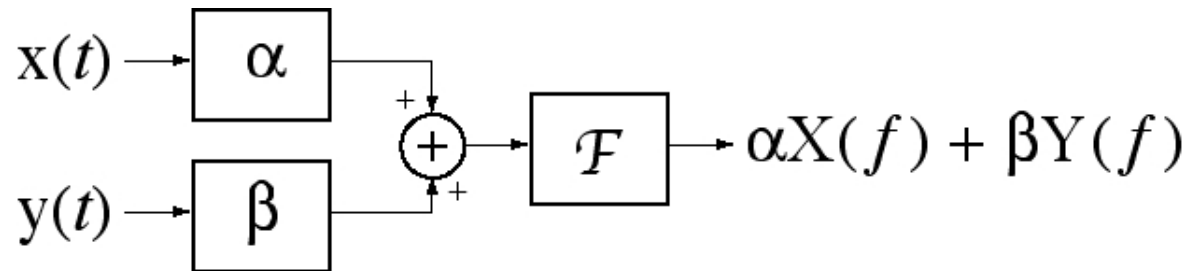 x(t)
α
+
+
ℱ
αX(f) + βY(f)
+
y(t)
β